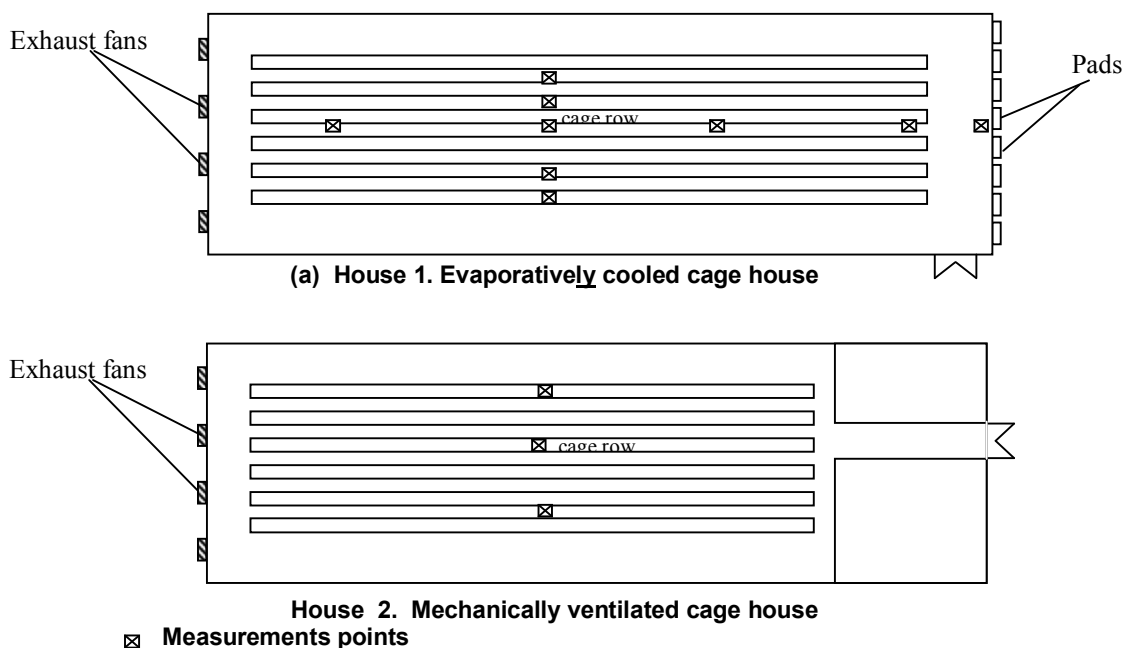 Exhaust fans
Pads
cage row
(a) House 1. Evaporatively cooled cage house
Exhaust fans
cage row
House 2. Mechanically ventilated cage house
Measurements points